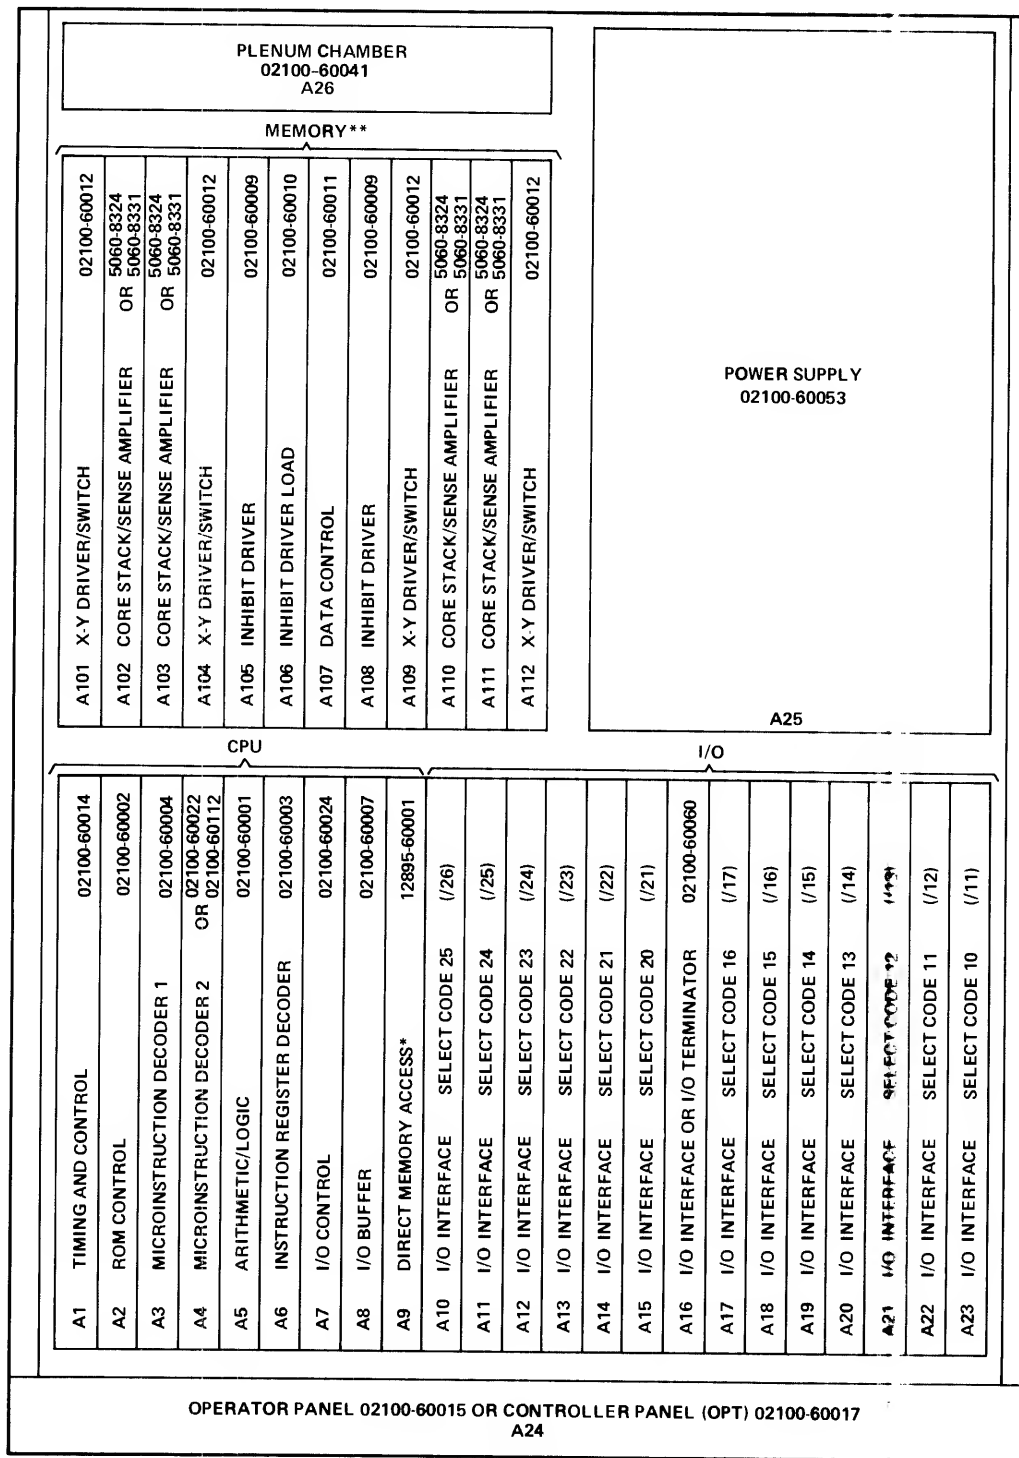 PLENUM CHAMBER
02100-60041
A26
MEMORY**
A101 X-Y DRIVER/SWITCH 02100-60012
A102 CORE STACK/SENSE AMPLIFIER OR 5060-8324
5060-8331
A103 CORE STACK/SENSE AMPLIFIER OR 5060-8324
5060-8331
A104 X-Y DRIVER/SWITCH 02100-60012
A105 INHIBIT DRIVER 02100-60009
A106 INHIBIT DRIVER LOAD 02100-60010
A107 DATA CONTROL 02100-60011
A108 INHIBIT DRIVER 02100-60009
A109 X-Y DRIVER/SWITCH 02100-60012
A110 CORE STACK/SENSE AMPLIFIER OR 5060-8324
5060-8331
A111 CORE STACK/SENSE AMPLIFIER OR 5060-8324
5060-8331
A112 X-Y DRIVER/SWITCH 02100-60012
POWER SUPPLY
02100-60053
A25
CPU
A1 TIMING AND CONTROL 02100-60014
A2 ROM CONTROL 02100-60002
A3 MICROINSTRUCTION DECODER 1 02100-60004
A4 MICROINSTRUCTION DECODER 2 OR 02100-60022
02100-60112
A5 ARITHMETIC/LOGIC 02100-60001
A6 INSTRUCTION REGISTER DECODER 02100-60003
A7 I/O CONTROL 02100-60024
A8 I/O BUFFER 02100-60007
A9 DIRECT MEMORY ACCESS* 12895-60001
I/O
A10 I/O INTERFACE SELECT CODE 25 (/26)
A11 I/O INTERFACE SELECT CODE 24 (/25)
A12 I/O INTERFACE SELECT CODE 23 (/24)
A13 I/O INTERFACE SELECT CODE 22 (/23)
A14 I/O INTERFACE SELECT CODE 21 (/22)
A15 I/O INTERFACE SELECT CODE 20 (/21)
A16 I/O INTERFACE OR I/O TERMINATOR 02100-60060
A17 I/O INTERFACE SELECT CODE 16 (/17)
A18 I/O INTERFACE SELECT CODE 15 (/16)
A19 I/O INTERFACE SELECT CODE 14 (/15)
A20 I/O INTERFACE SELECT CODE 13 (/14)
A21 I/O INTERFACE SELECT CODE 12 (/13)
A22 I/O INTERFACE SELECT CODE 11 (/12)
A23 I/O INTERFACE SELECT CODE 10 (/11)
OPERATOR PANEL 02100-60015 OR CONTROLLER PANEL (OPT) 02100-60017
A24